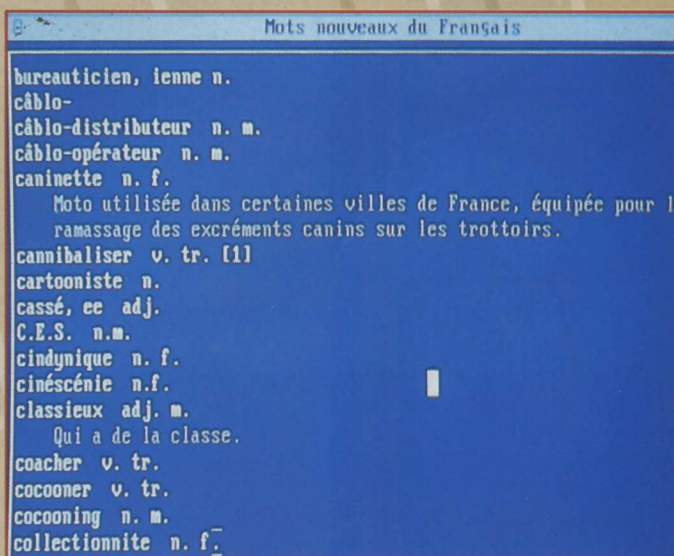 Mots nouveaux du Français
bureauticien, ienne n.
câblo-
câblo-distributeur n. m.
câblo-opérateur n. m.
caninette n. f.
Moto utilisée dans certaines villes de France, équipée pour l
ramassage des excréments canins sur les trottoirs.
cannibaliser v. tr. [1]
cartooniste n.
cassé, ee adj.
C.E.S. n.m.
cindynique n. f.
cinéscénie n.f.
classieux adj. m.
Qui a de la classe.
coacher v. tr.
cocooner v. tr.
cocooning n. m.
collectionnite n. f.